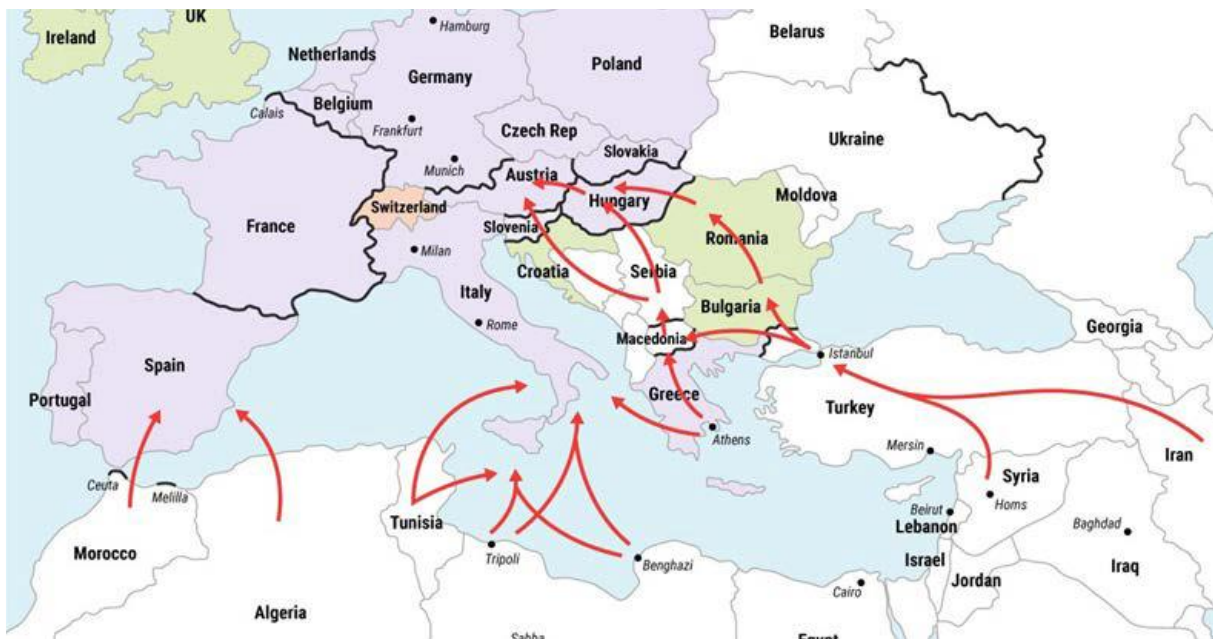 UK
Ireland
Hamburg
Belarus
Netherlands
Germany
Poland
Belgium
Calais
Frankfurt
Czech Rep
Ukraine
Munich
Slovakia
Austria
Moldova
Switzerland
Hungary
France
Slovenia
Milan
Romania
Croatia
Serbia
Italy
Bulgaria
Rome
Macedonia
Georgia
Istanbul
Spain
Portugal
Greece
Turkey
Athens
Mersin
Iran
Ceuta
Melilla
Syria
Homs
Beirut
Lebanon
Tunisia
Baghdad
Morocco
Tripoli
Benghazi
Israel
Iraq
Jordan
Cairo
Algeria
Sabha
Egypt